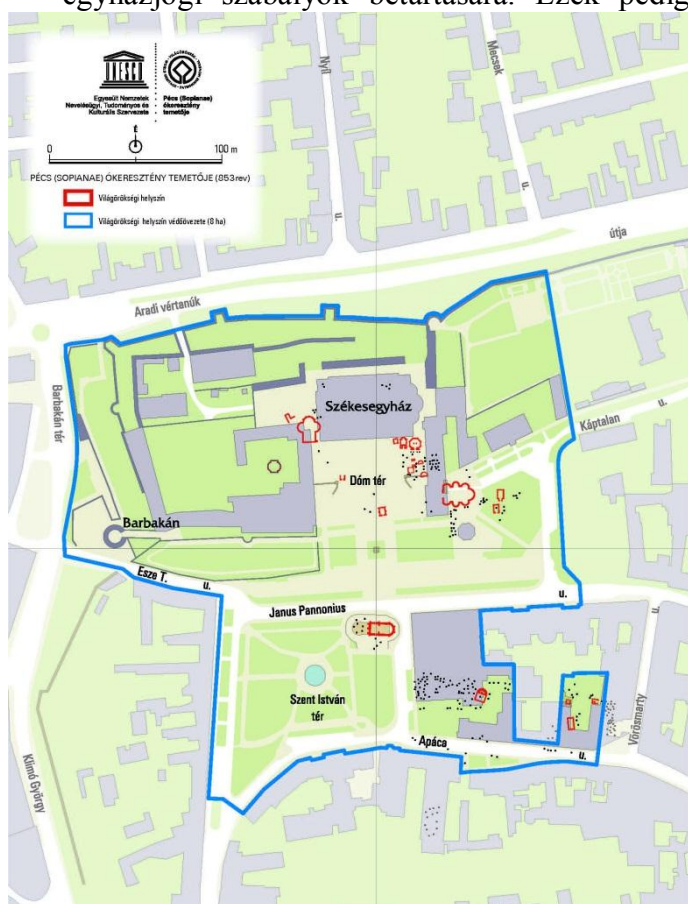 egyházjogi szabályok betartására. Ezek pedig
UNESCO
Egyesült Nemzetek
Nevelésügyi, Tudományos és
Kulturális Szervezete
Pécs (Sopianae)
ókeresztény
temetője
É
0 100 m
PÉCS (SOPIANAE) ÓKERESZTÉNY TEMETŐJE (853rev)
Világörökségi helyszín
Világörökségi helyszín védőövezete (8 ha)
Nyíl
u.
Mecsek
u.
útja
Aradi vértanúk
Barbakán tér
Székesegyház
Káptalan
u.
Dóm tér
Barbakán
Esze T. u.
Janus Pannonius
u.
u.
Szent István
tér
Vörösmarty
Apáca
u.
Klimó György